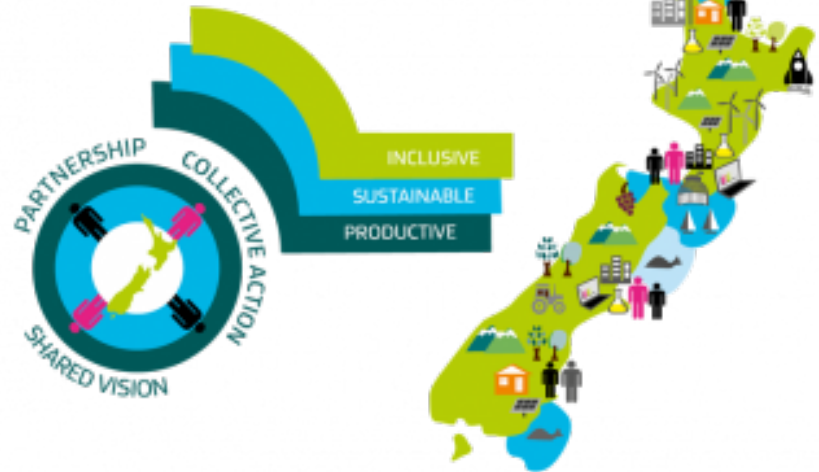 PARTNERSHIP
COLLECTIVE ACTION
SHARED VISION
INCLUSIVE
SUSTAINABLE
PRODUCTIVE